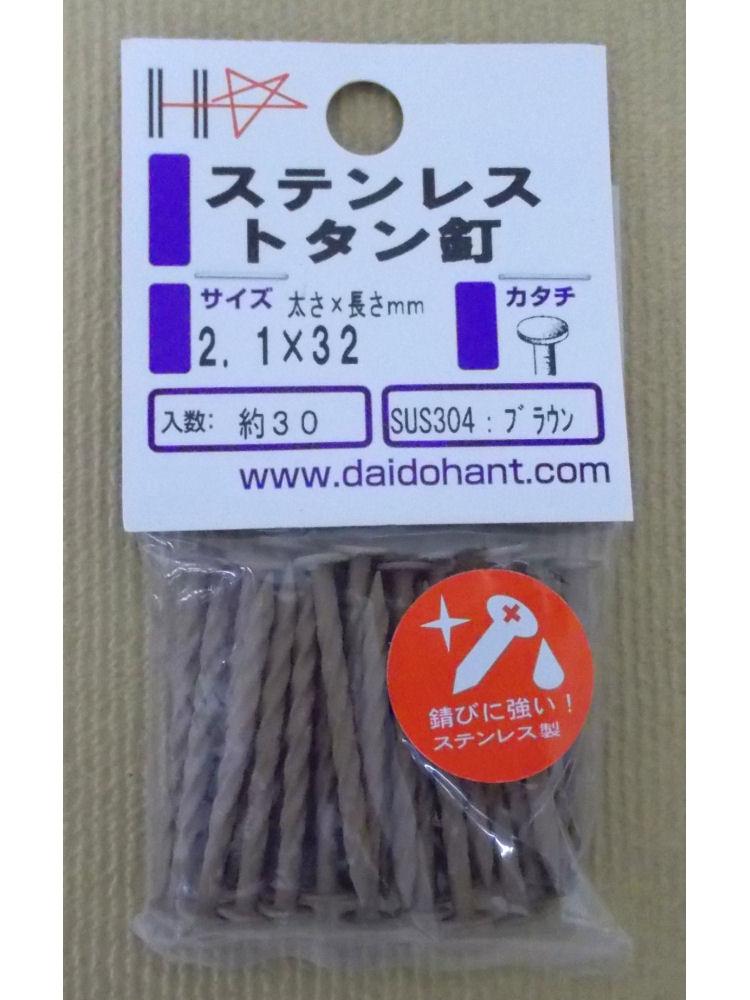 ステンレス
トタン釘
サイズ 太さ×長さmm
2.1×32
カタチ
入数: 約30
SUS304:ブラウン
www.daidohant.com
錆びに強い!
ステンレス製